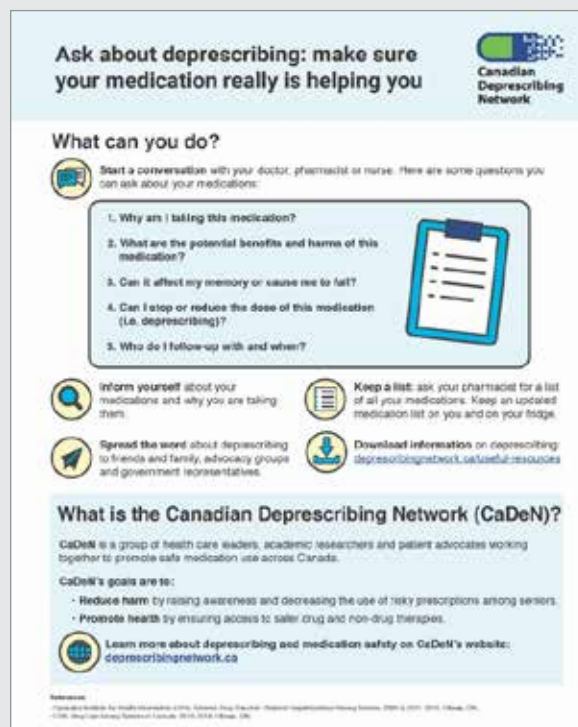 Ask about deprescribing: make sure
your medication really is helping you
Canadian
Deprescribing
Network
What can you do?
Start a conversation with your doctor, pharmacist or nurse. Here are some questions you
can ask about your medications:
1. Why am I taking this medication?
2. What are the potential benefits and harms of this
medication?
3. Can it affect my memory or cause me to fall?
4. Can I stop or reduce the dose of this medication
(i.e. deprescribing)?
5. Who do I follow-up with and when?
Inform yourself about your
medications and why you are taking
them.
Keep a list: ask your pharmacist for a list
of all your medications. Keep an updated
medication list on you and on your fridge.
Spread the word about deprescribing
to friends and family, advocacy groups
and government representatives.
Download information on deprescribing:
deprescribingnetwork.ca/useful-resources
What is the Canadian Deprescribing Network (CaDeN)?
CaDeN is a group of health care leaders, academic researchers and patient advocates working
together to promote safe medication use across Canada.
CaDeN's goals are to:
• Reduce harm by raising awareness and decreasing the use of risky prescriptions among seniors.
• Promote health by ensuring access to safer drug and non-drug therapies.
Learn more about deprescribing and medication safety on CaDeN's website:
deprescribingnetwork.ca
References